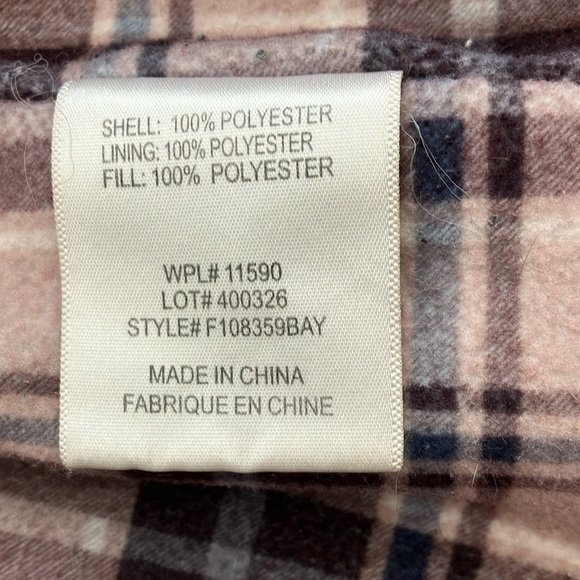 SHELL: 100% POLYESTER
LINING: 100% POLYESTER
FILL: 100% POLYESTER
WPL# 11590
LOT# 400326
STYLE# F108359BAY
MADE IN CHINA
FABRIQUE EN CHINE